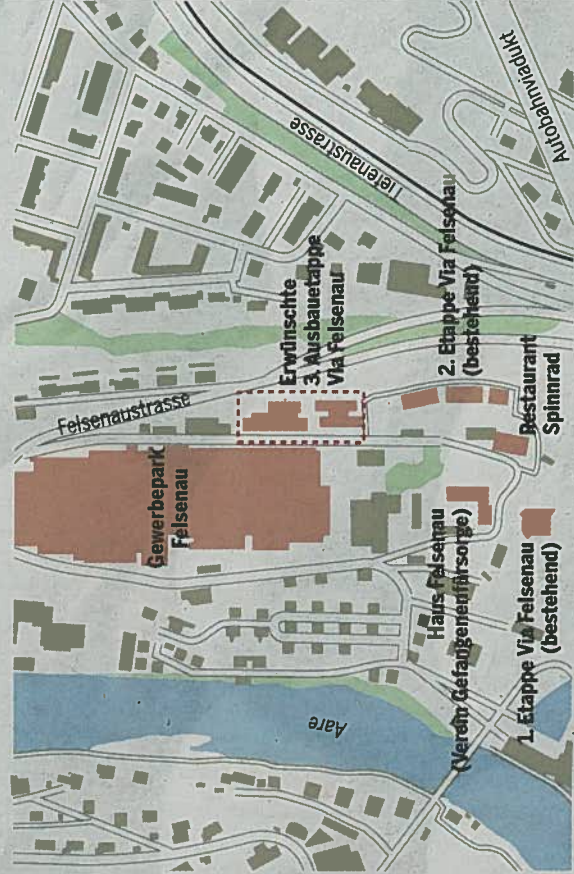 Autobahnviadukt
Tiefenaustrasse
Erwünschte
3. Ausbauetappe
Via Felsenau
2. Etappe Via Felsenau
(bestehend)
Felsenaustrasse
Restaurant
Spinnrad
Gewerbepark
Felsenau
Haus Felsenau
(Verein Gefangenenfürsorge)
1. Etappe Via Felsenau
(bestehend)
Aare